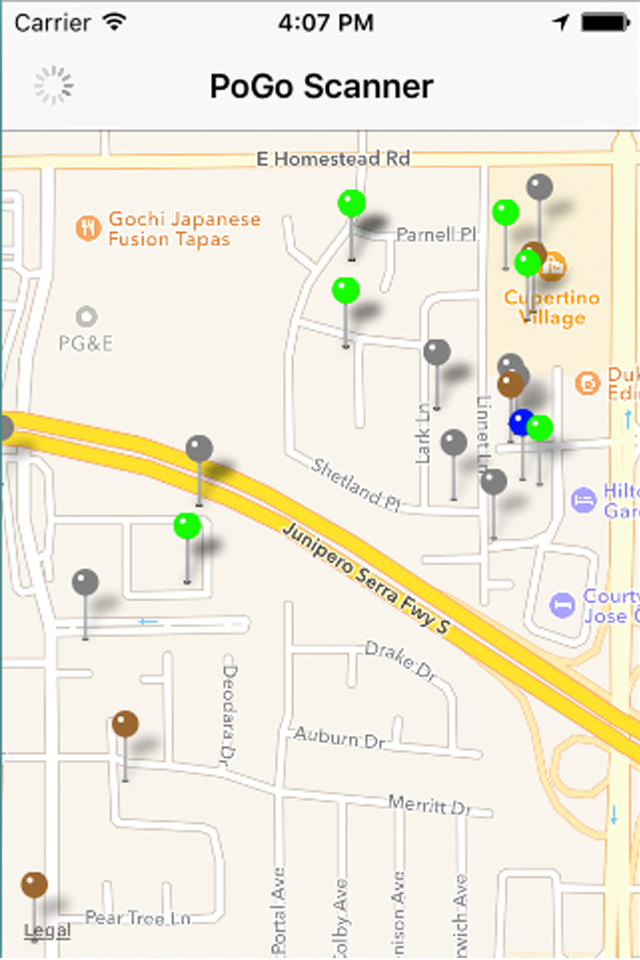 Carrier 4:07 PM
PoGo Scanner
E Homestead Rd
Gochi Japanese
Fusion Tapas
Parnell Pl
Cupertino
Village
PG&E
Duk
Edi
Lark Ln
Linnet Ln
Shetland Pl
Hilt
Gar
Junipero Serra Fwy S
Courty
Jose
Drake Dr
Deodara Dr
Auburn Dr
Merritt Dr
Portal Ave
olby Ave
nison Ave
rwich Ave
Pear Tree Ln
Legal